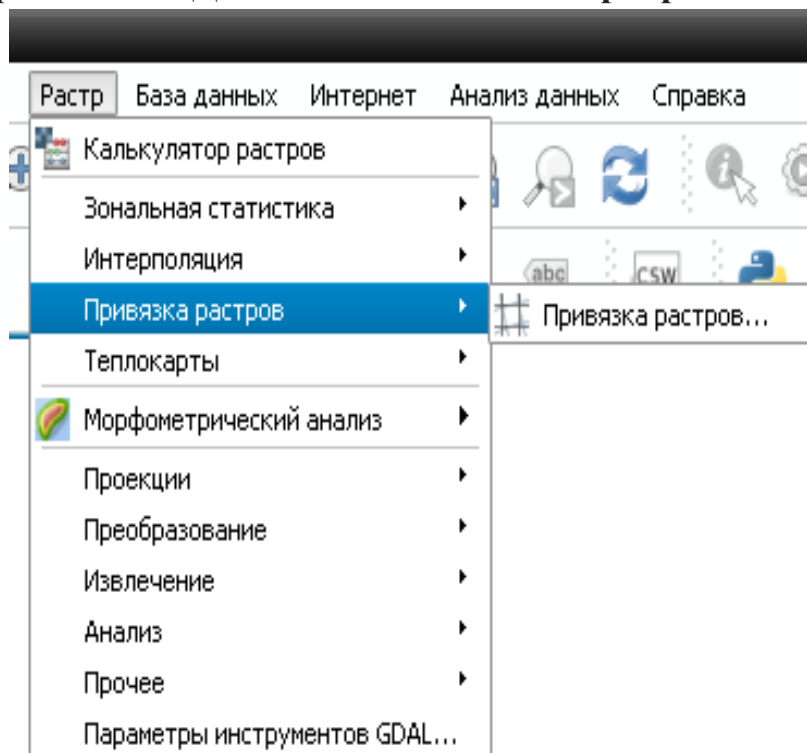 Растр База данных Интернет Анализ данных Справка
Калькулятор растров
Зональная статистика
Интерполяция
abc CSW
Привязка растров Привязка растров...
Теплокарты
Морфометрический анализ
Проекции
Преобразование
Извлечение
Анализ
Прочее
Параметры инструментов GDAL...